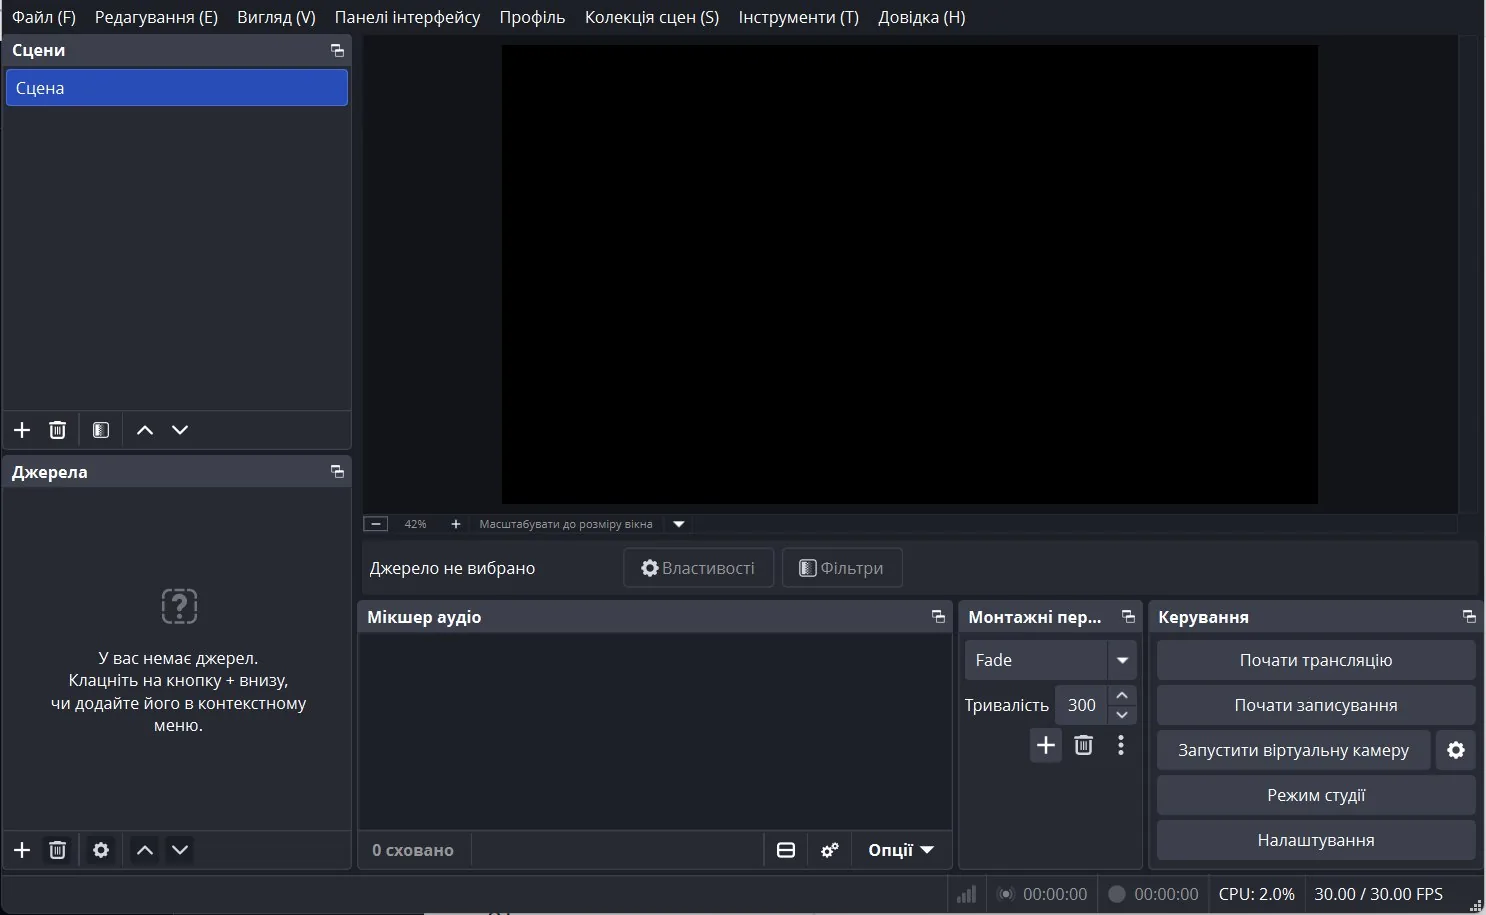 Файл (F) Редагування (E) Вигляд (V) Панелі інтерфейсу Профіль Колекція сцен (S) Інструменти (T) Довідка (H)
Сцени
Сцена
Джерела
У вас немає джерел.
Клацніть на кнопку + внизу,
чи додайте його в контекстному
меню.
42% Масштабувати до розміру вікна
Джерело не вибрано Властивості Фільтри
Мікшер аудіо
0 сховано Опції
Монтажні пер...
Fade
Тривалість 300
Керування
Почати трансляцію
Почати записування
Запустити віртуальну камеру
Режим студії
Налаштування
00:00:00 00:00:00 CPU: 2.0% 30.00 / 30.00 FPS